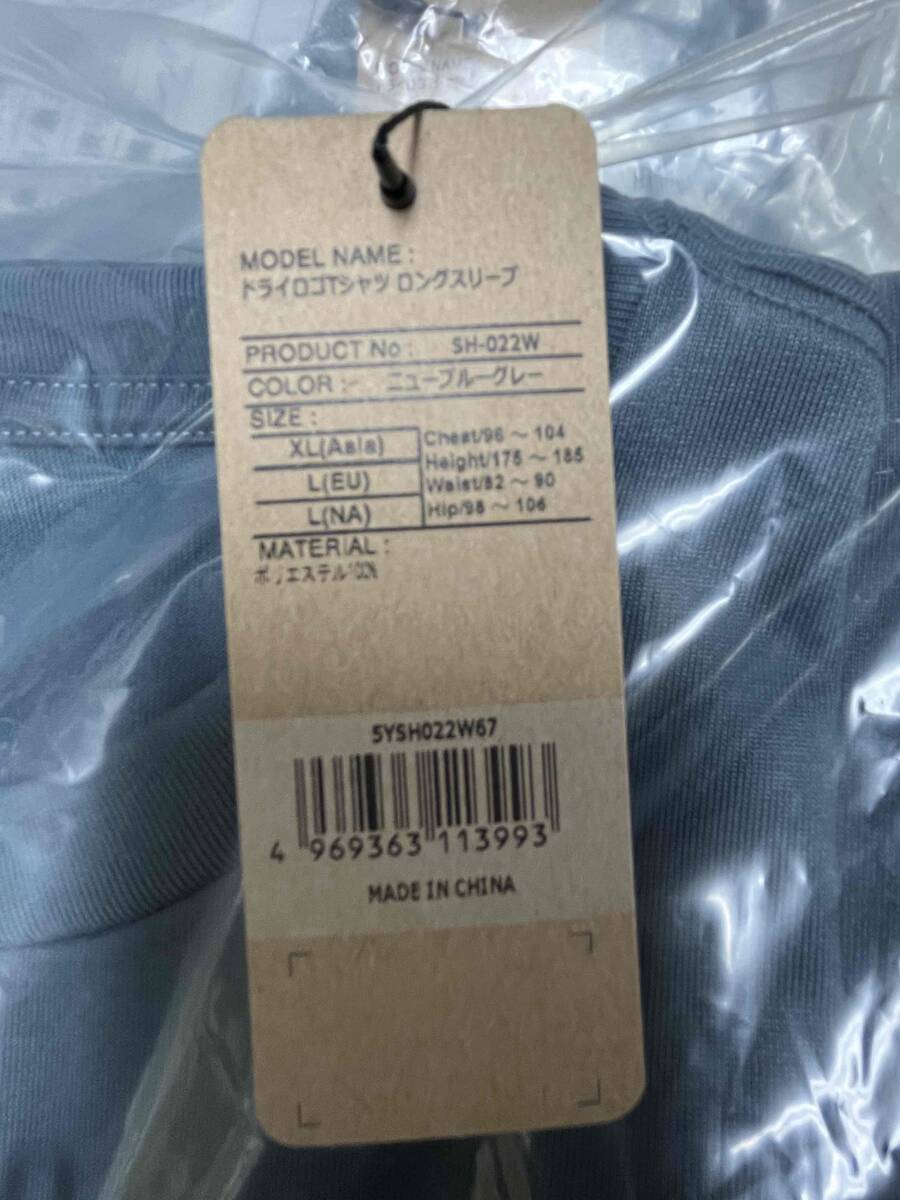 MODEL NAME :
ドライロゴTシャツ ロングスリーブ
PRODUCT No : SH-022W
COLOR : ニューブルーグレー
SIZE :
XL(Asia)
L(EU)
L(NA)
Chest/96 ～ 104
Height/175 ～ 185
Waist/82 ～ 90
Hip/98 ～ 106
MATERIAL :
ポリエステル100%
5YSH022W67
4 969363 113993
MADE IN CHINA